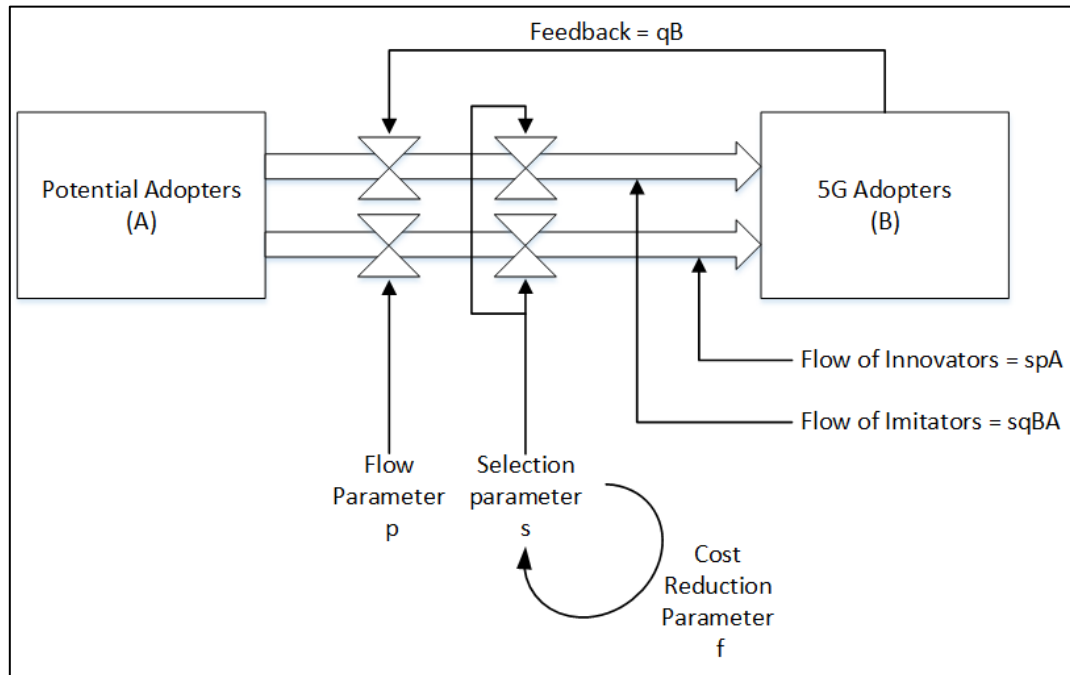 Feedback = qB
Potential Adopters
(A)
5G Adopters
(B)
Flow of Innovators = spA
Flow of Imitators = sqBA
Flow
Parameter
p
Selection
parameter
s
Cost
Reduction
Parameter
f